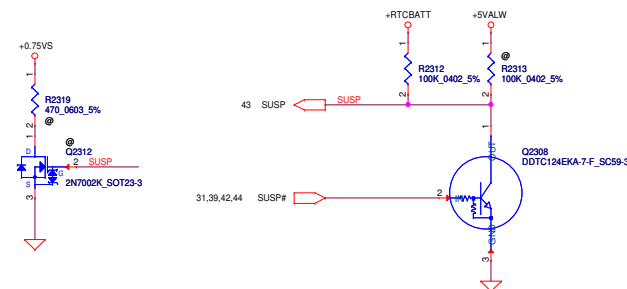 +RTCBATT
+5VALW
+0.75VS
1
1
@
R2312
100K_0402_5%
R2313
100K_0402_5%
1
2
2
R2319
470_0603_5%
@
2
43
SUSP
SUSP
1
1
@
Q2312
D
OUT
Q2308
DDTC124EKA-7-F_SC59-3
2
SUSP
G
S
2N7002K_SOT23-3
3
31,39,42,44
SUSP#
2
GND
3